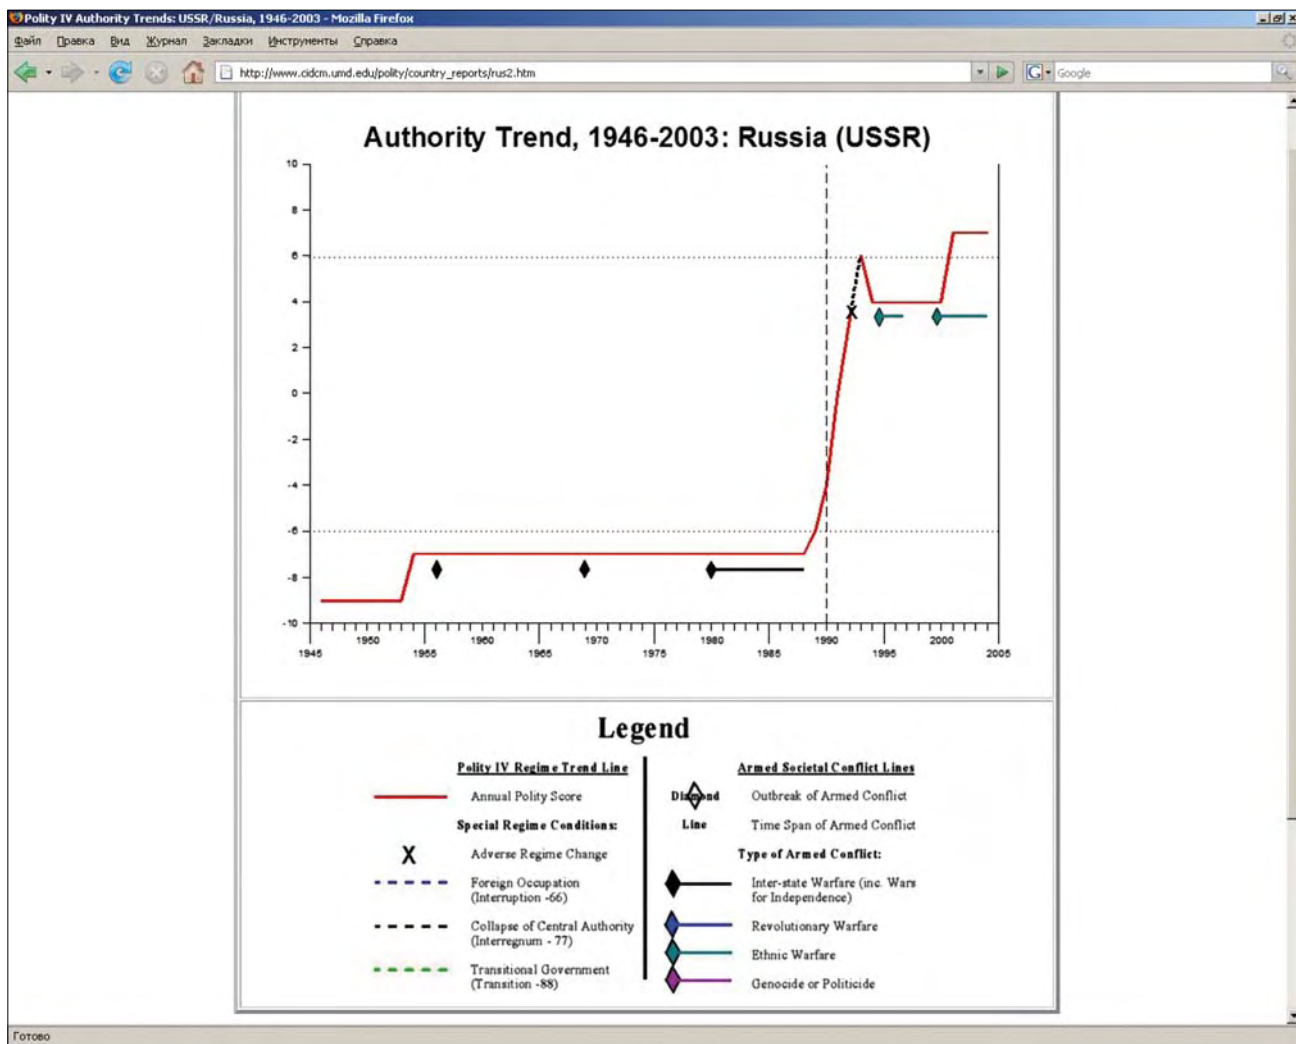 Polity IV Authority Trends: USSR/Russia, 1946-2003 - Mozilla Firefox
Файл Правка Вид Журнал Закладки Инструменты Справка
http://www.cidcm.umd.edu/polity/country_reports/rus2.htm
G Google
Authority Trend, 1946-2003: Russia (USSR)
10
8
6
4
2
0
-2
-4
-6
-8
-10
1950 1960 1970 1980 1990 2000
1945 1955 1965 1975 1985 1995 2005
X
Legend
Polity IV Regime Trend Line
Annual Polity Score
Special Regime Conditions:
X Adverse Regime Change
Foreign Occupation
(Interruption -66)
Collapse of Central Authority
(Interregnum - 77)
Transitional Government
(Transition -88)
Armed Societal Conflict Lines
Diamond Outbreak of Armed Conflict
Line Time Span of Armed Conflict
Type of Armed Conflict:
Inter-state Warfare (inc. Wars
for Independence)
Revolutionary Warfare
Ethnic Warfare
Genocide or Politicide
Готово